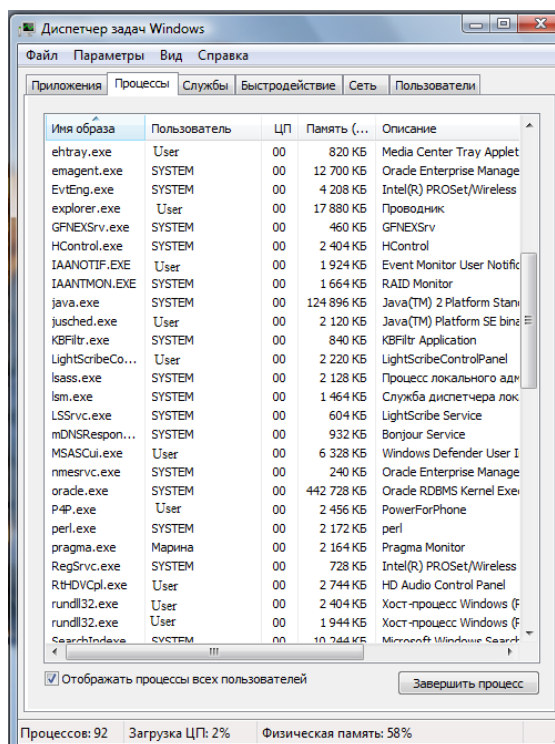 Диспетчер задач Windows
Файл Параметры Вид Справка
Приложения Процессы Службы Быстродействие Сеть Пользователи
Имя образа Пользователь ЦП Память (... Описание
ehtray.exe User 00 820 КБ Media Center Tray Applet
emagent.exe SYSTEM 00 12 700 КБ Oracle Enterprise Manage
EvtEng.exe SYSTEM 00 4 208 КБ Intel(R) PROSet/Wireless
explorer.exe User 00 17 880 КБ Проводник
GFNEXSrv.exe SYSTEM 00 460 КБ GFNEXSrv
HControl.exe SYSTEM 00 2 404 КБ HControl
IAANOTIF.EXE User 00 1 924 КБ Event Monitor User Notific
IAANTMON.EXE SYSTEM 00 1 664 КБ RAID Monitor
java.exe SYSTEM 00 124 896 КБ Java(TM) 2 Platform Stan
jusched.exe User 00 2 120 КБ Java(TM) Platform SE bina
KBFiltr.exe SYSTEM 00 840 КБ KBFiltr Application
LightScribeCo... User 00 2 220 КБ LightScribeControlPanel
lsass.exe SYSTEM 00 2 128 КБ Процесс локального адм
lsm.exe SYSTEM 00 1 464 КБ Служба диспетчера лок
LSSrvc.exe SYSTEM 00 604 КБ LightScribe Service
mDNSRespon... SYSTEM 00 932 КБ Bonjour Service
MSASCui.exe User 00 6 328 КБ Windows Defender User I
nmesrvc.exe SYSTEM 00 240 КБ Oracle Enterprise Manage
oracle.exe SYSTEM 00 442 728 КБ Oracle RDBMS Kernel Exe
P4P.exe User 00 2 456 КБ PowerForPhone
perl.exe SYSTEM 00 2 172 КБ perl
pragma.exe Марина 00 2 164 КБ Pragma Monitor
RegSrvc.exe SYSTEM 00 728 КБ Intel(R) PROSet/Wireless
RtHDVCpl.exe User 00 2 744 КБ HD Audio Control Panel
rundll32.exe User 00 2 404 КБ Хост-процесс Windows (F
rundll32.exe User 00 1 944 КБ Хост-процесс Windows (F
SearchIndexe SYSTEM 00 10 244 КБ Microsoft Windows Search
Отображать процессы всех пользователей Завершить процесс
Процессов: 92 Загрузка ЦП: 2% Физическая память: 58%